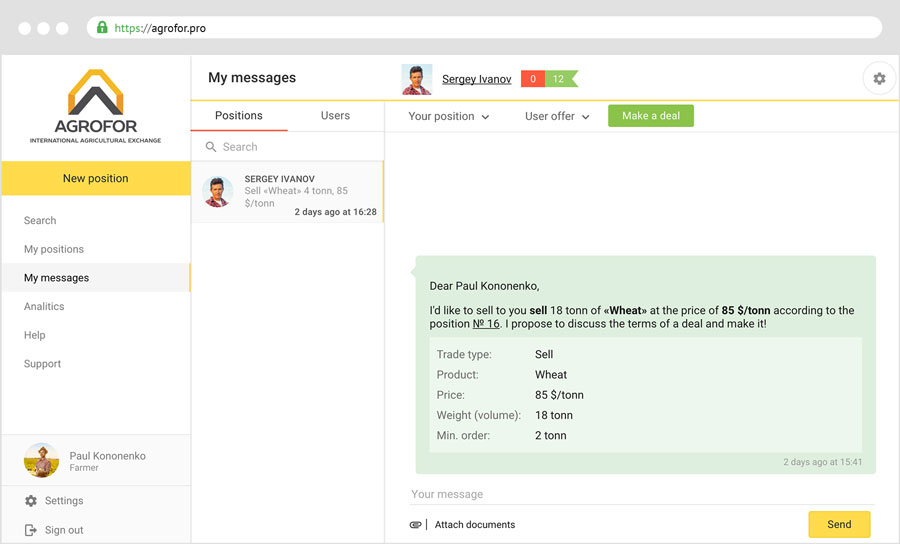 https://agrofor.pro
AGROFOR
INTERNATIONAL AGRICULTURAL EXCHANGE
New position
Search
My positions
My messages
Analitics
Help
Support
Paul Kononenko
Farmer
Settings
Sign out
My messages
Positions
Users
Search
SERGEY IVANOV
Sell «Wheat» 4 tonn, 85
$/tonn
2 days ago at 16:28
Sergey Ivanov
0
12
Your position
User offer
Make a deal
Dear Paul Kononenko,
I'd like to sell to you sell 18 tonn of «Wheat» at the price of 85 $/tonn according to the
position № 16. I propose to discuss the terms of a deal and make it!
Trade type: Sell
Product: Wheat
Price: 85 $/tonn
Weight (volume): 18 tonn
Min. order: 2 tonn
2 days ago at 15:41
Your message
Attach documents
Send